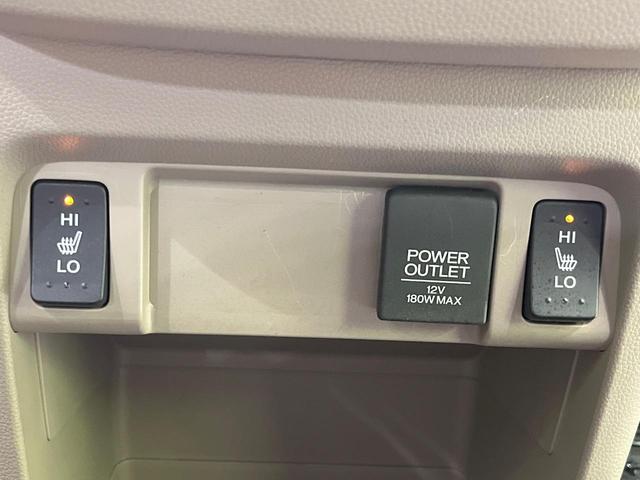 HI
LO
POWER
OUTLET
12V
180W MAX
HI
LO